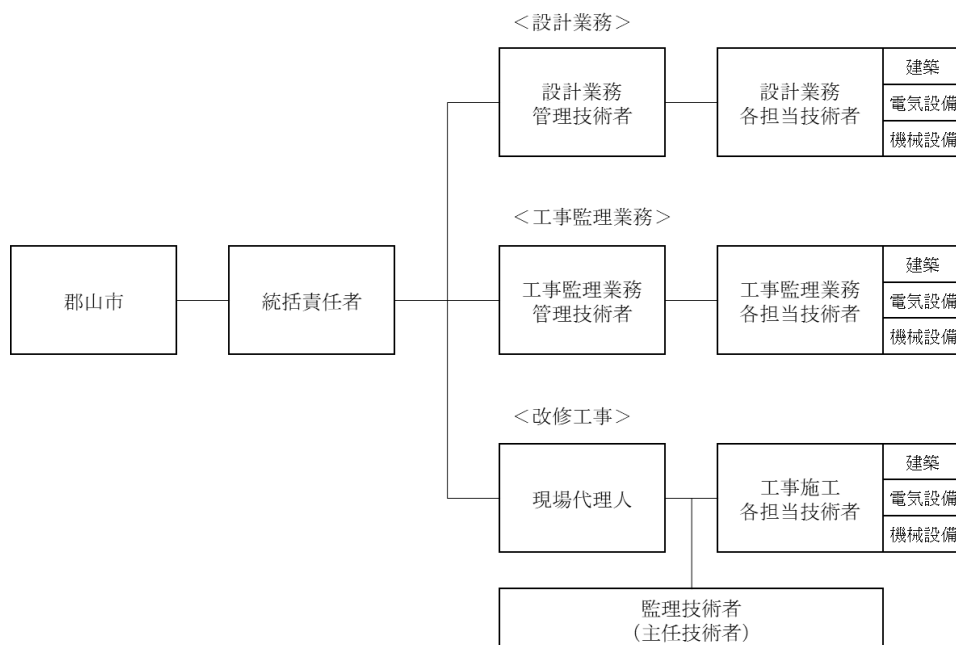 ＜設計業務＞
設計業務
管理技術者
設計業務
各担当技術者
建築
電気設備
機械設備
＜工事監理業務＞
郡山市
統括責任者
工事監理業務
管理技術者
工事監理業務
各担当技術者
建築
電気設備
機械設備
＜改修工事＞
現場代理人
工事施工
各担当技術者
建築
電気設備
機械設備
監理技術者
（主任技術者）